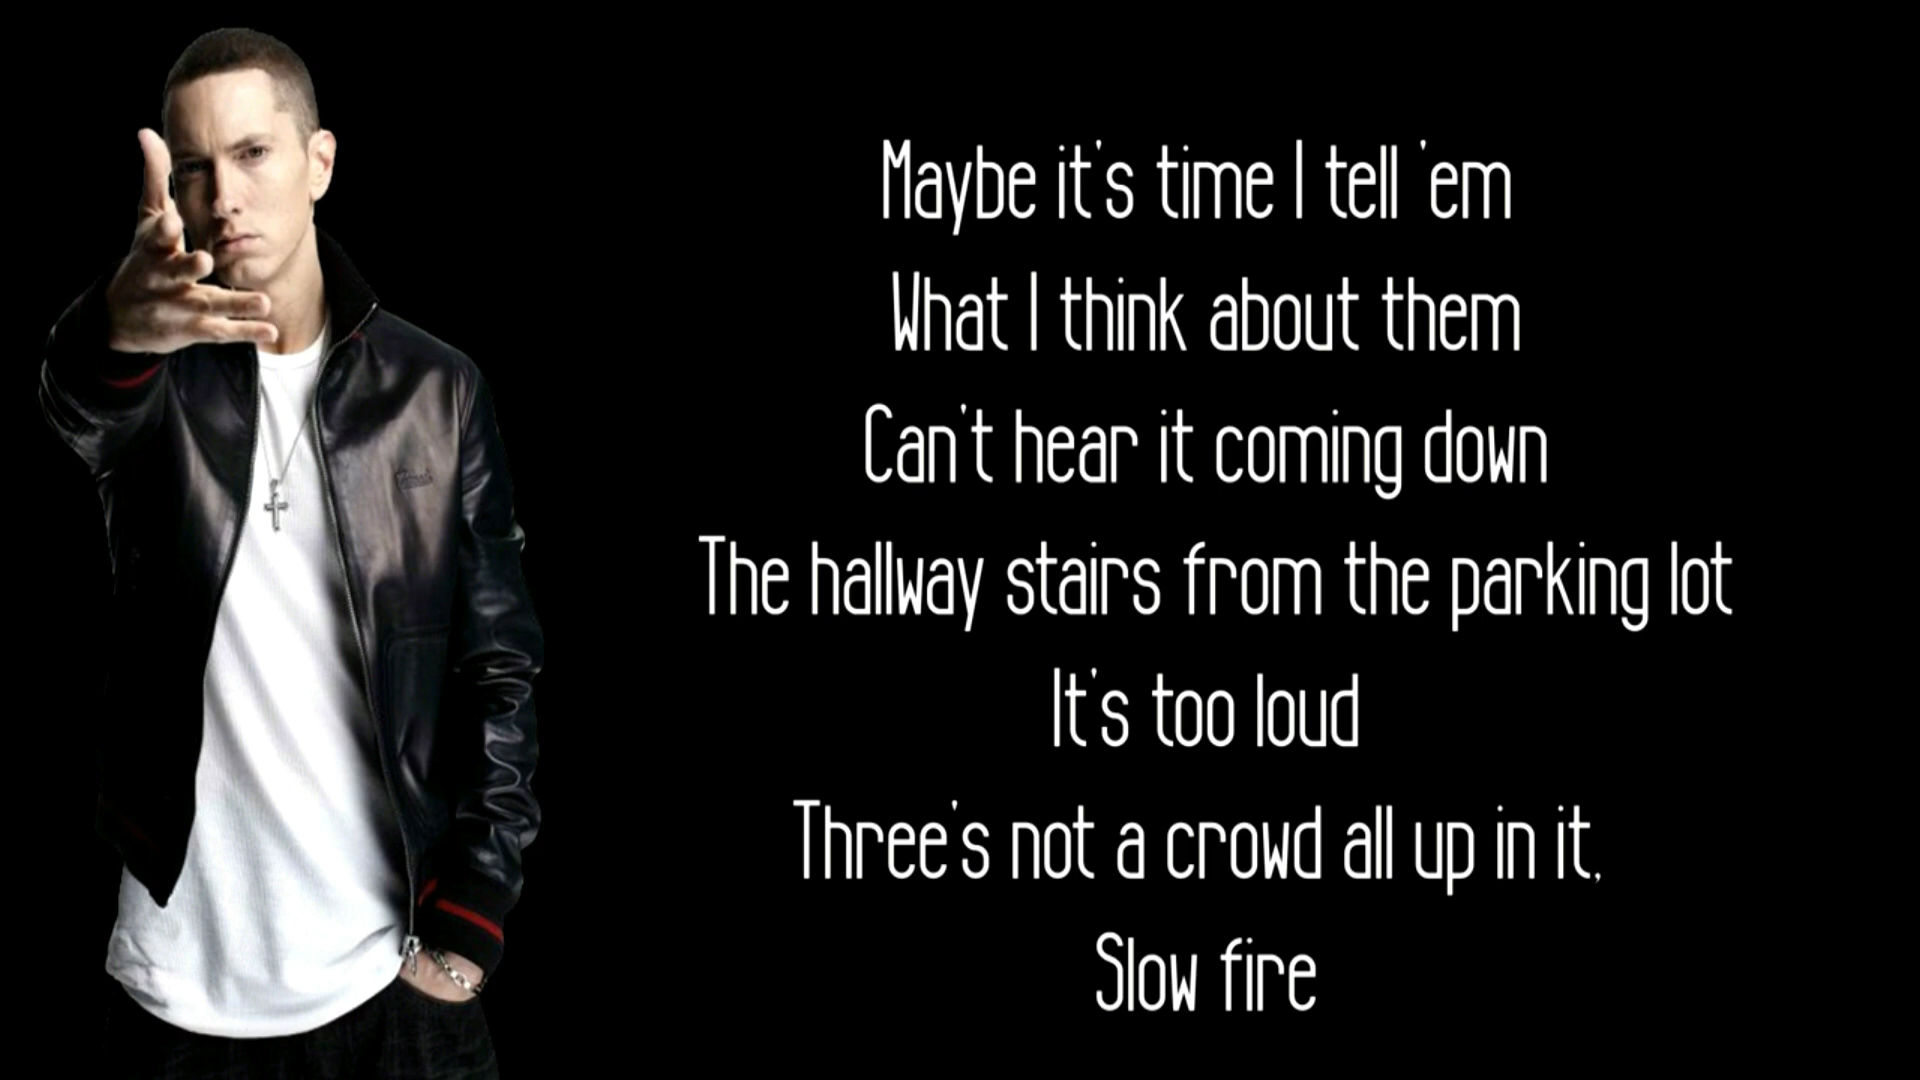 Maybe it's time I tell 'em
What I think about them
Can't hear it coming down
The hallway stairs from the parking lot
It's too loud
Three's not a crowd all up in it,
Slow fire